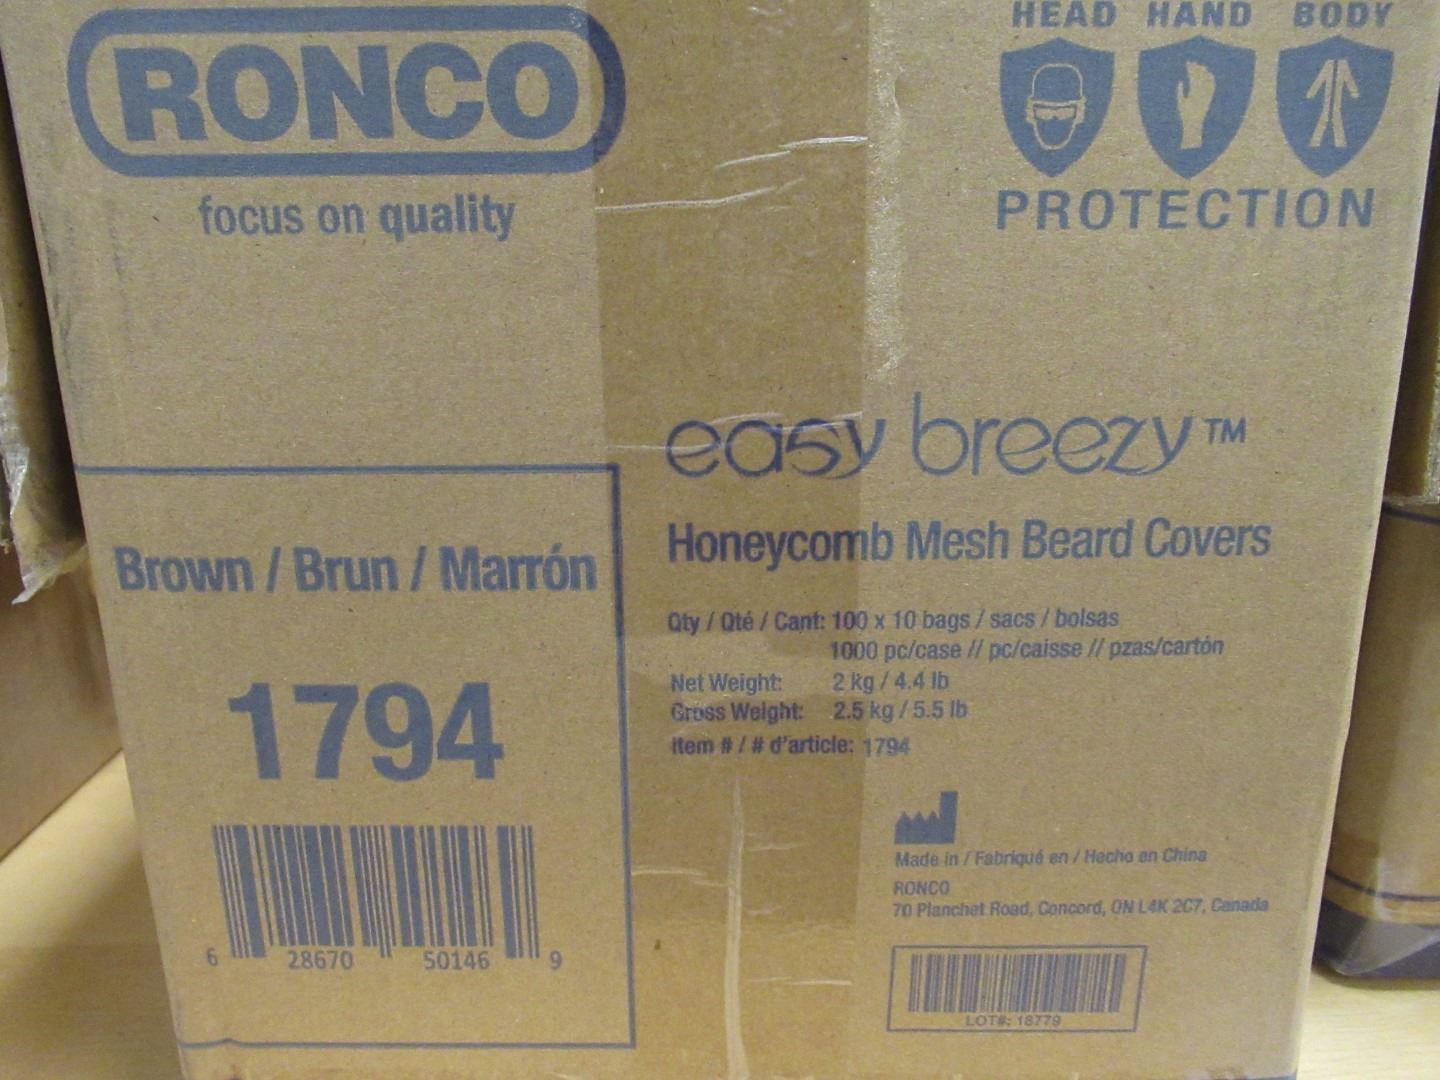 RONCO
focus on quality
HEAD HAND BODY
PROTECTION
easy breezy™
Honeycomb Mesh Beard Covers
Qty / Qté / Cant: 100 x 10 bags / sacs / bolsas
1000 pc/case // pc/caisse // pzas/cartón
Net Weight: 2 kg / 4.4 lb
Gross Weight: 2.5 kg / 5.5 lb
Item # / # d'article: 1794
Brown / Brun / Marrón
1794
6 28670 50146 9
Made in / Fabriqué en / Hecho en China
RONCO
70 Planchet Road, Concord, ON L4K 2C7, Canada
LOT#: 18779